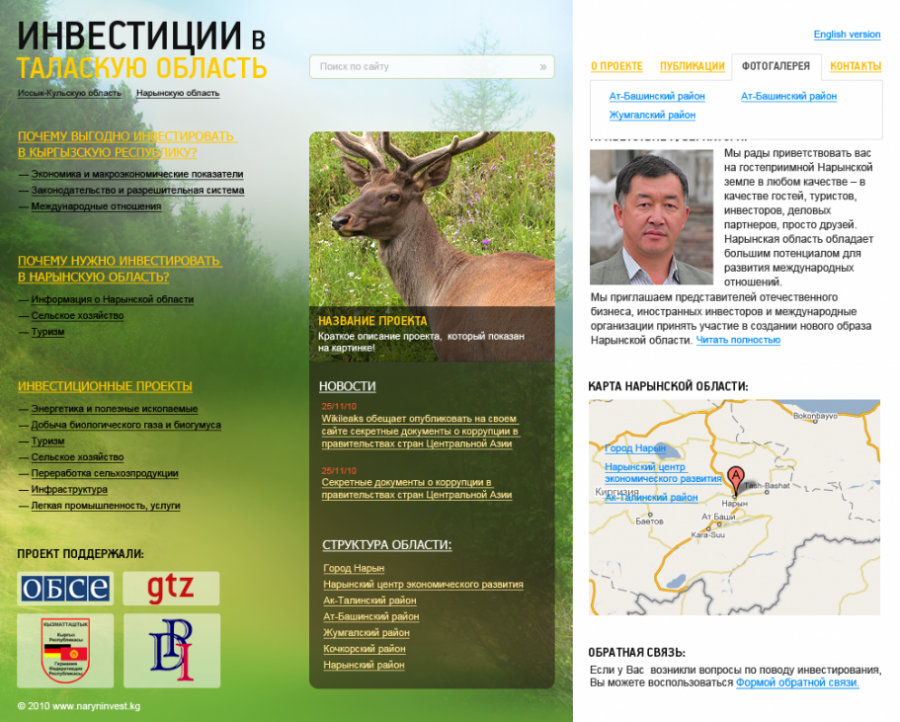 ИНВЕСТИЦИИ В
ТАЛАСКУЮ ОБЛАСТЬ
Иссык-Кульскую область Нарынскую область
ПОЧЕМУ ВЫГОДНО ИНВЕСТИРОВАТЬ
В КЫРГЫЗСКУЮ РЕСПУБЛИКУ?
— Экономика и макроэкономические показатели
— Законодательство и разрешительная система
— Международные отношения
ПОЧЕМУ НУЖНО ИНВЕСТИРОВАТЬ
В НАРЫНСКУЮ ОБЛАСТЬ?
— Информация о Нарынской области
— Сельское хозяйство
— Туризм
ИНВЕСТИЦИОННЫЕ ПРОЕКТЫ
— Энергетика и полезные ископаемые
— Добыча биологического газа и биогумуса
— Туризм
— Сельское хозяйство
— Переработка сельхозпродукции
— Инфраструктура
— Легкая промышленность, услуги
ПРОЕКТ ПОДДЕРЖАЛИ:
ОБСЕ
gtz
КЫЗМАТТАШТЫК
Кыргыз
Республикасы
Германия
Федеративдик
Республикасы
DPI
© 2010 www.naryninvest.kg
Поиск по сайту »
НАЗВАНИЕ ПРОЕКТА
Краткое описание проекта, который показан
на картинке!
НОВОСТИ
25/11/10
Wikileaks обещает опубликовать на своем
сайте секретные документы о коррупции в
правительствах стран Центральной Азии
25/11/10
Секретные документы о коррупции в
правительствах стран Центральной Азии
СТРУКТУРА ОБЛАСТИ:
Город Нарын
Нарынский центр экономического развития
Ак-Талинский район
Ат-Башинский район
Жумгалский район
Кочкорский район
Нарынский район
English version
О ПРОЕКТЕ ПУБЛИКАЦИИ ФОТОГАЛЕРЕЯ КОНТАКТЫ
Ат-Башинский район Ат-Башинский район
Жумгалский район
Мы рады приветствовать вас
на гостеприимной Нарынской
земле в любом качестве – в
качестве гостей, туристов,
инвесторов, деловых
партнеров, просто друзей.
Нарынская область обладает
большим потенциалом для
развития международных
отношений.
Мы приглашаем представителей отечественного
бизнеса, иностранных инвесторов и международные
организации принять участие в создании нового образа
Нарынской области. Читать полностью
КАРТА НАРЫНСКОЙ ОБЛАСТИ:
Bokonbayvo
Город Нарын
Нарынский центр
экономического развития
Ак-Талинский район
Киргизия
A
Tash-Bashat
Нарын
Баетов
Ат Баши
Kara-Suu
ОБРАТНАЯ СВЯЗЬ:
Если у Вас возникли вопросы по поводу инвестирования,
Вы можете воспользоваться Формой обратной связи.